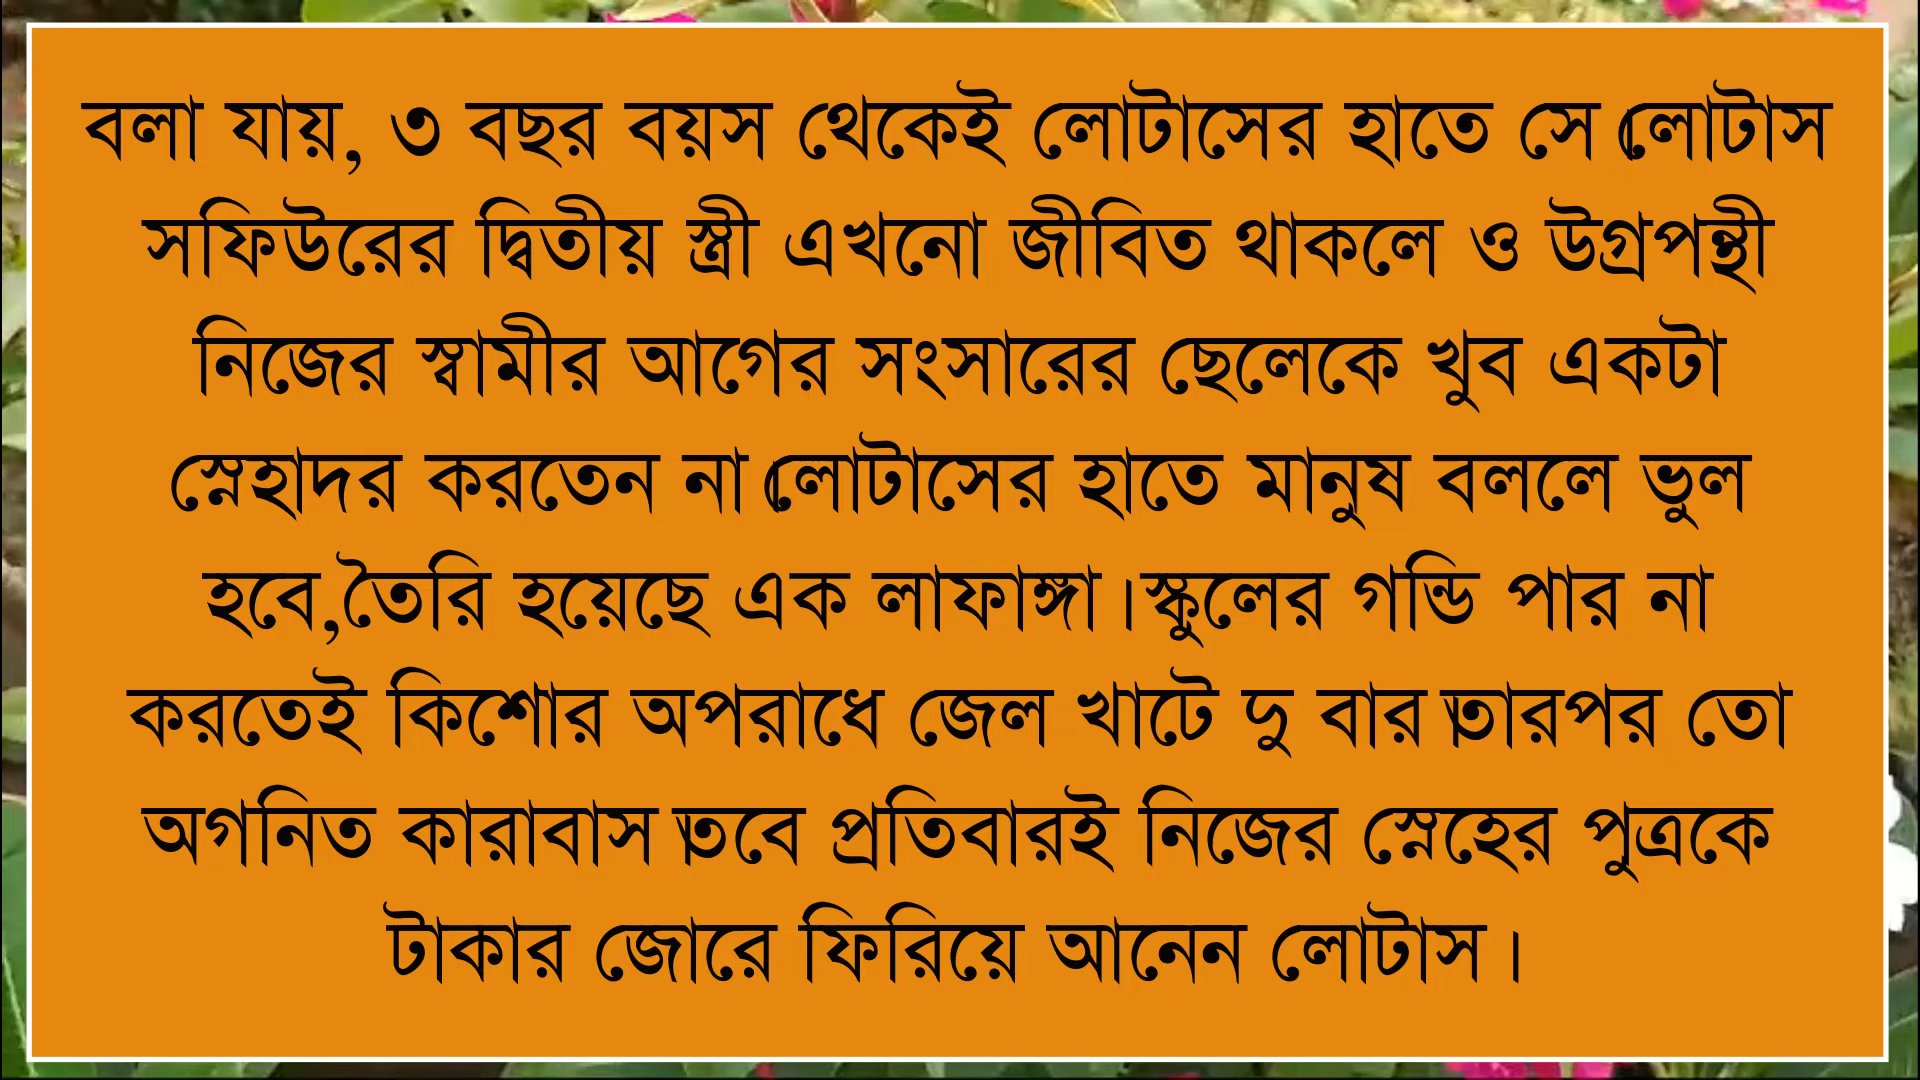 বলা যায়, ৩ বছর বয়স থেকেই লোটাসের হাতে সে।লোটাস
সফিউরের দ্বিতীয় স্ত্রী এখনো জীবিত থাকলে ও উগ্রপন্থী
নিজের স্বামীর আগের সংসারের ছেলেকে খুব একটা
স্নেহাদর করতেন না।লোটাসের হাতে মানুষ বললে ভুল
হবে,তৈরি হয়েছে এক লাফাঙ্গা।স্কুলের গন্ডি পার না
করতেই কিশোর অপরাধে জেল খাটে দু বার।তারপর তো
অগনিত কারাবাস।তবে প্রতিবারই নিজের স্নেহের পুত্রকে
টাকার জোরে ফিরিয়ে আনেন লোটাস।